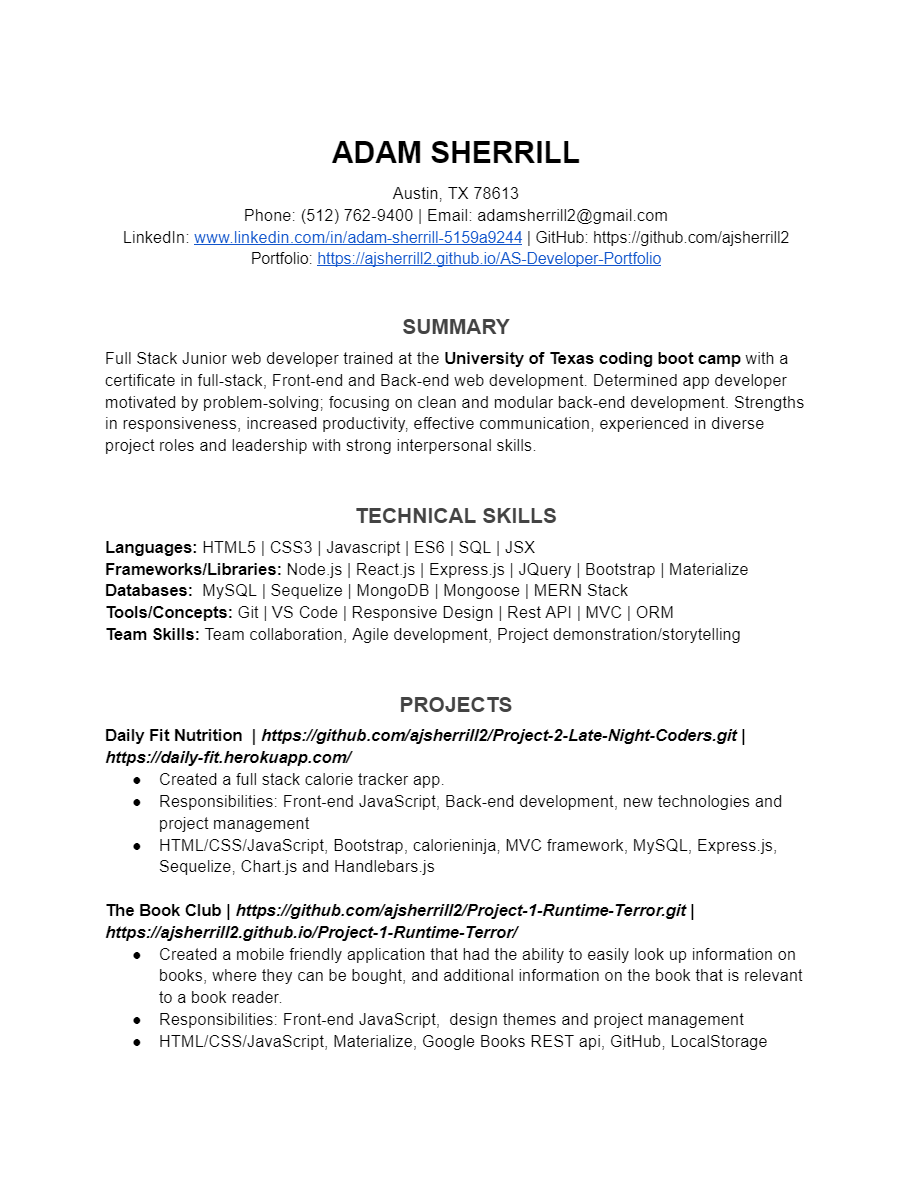 ADAM SHERRILL
Austin, TX 78613
Phone: (512) 762-9400 | Email: adamsherrill2@gmail.com
LinkedIn: www.linkedin.com/in/adam-sherrill-5159a9244 | GitHub: https://github.com/ajsherrill2
Portfolio: https://ajsherrill2.github.io/AS-Developer-Portfolio
SUMMARY
Full Stack Junior web developer trained at the University of Texas coding boot camp with a
certificate in full-stack, Front-end and Back-end web development. Determined app developer
motivated by problem-solving; focusing on clean and modular back-end development. Strengths
in responsiveness, increased productivity, effective communication, experienced in diverse
project roles and leadership with strong interpersonal skills.
TECHNICAL SKILLS
Languages: HTML5 | CSS3 | Javascript | ES6 | SQL | JSX
Frameworks/Libraries: Node.js | React.js | Express.js | JQuery | Bootstrap | Materialize
Databases:  MySQL | Sequelize | MongoDB | Mongoose | MERN Stack
Tools/Concepts: Git | VS Code | Responsive Design | Rest API | MVC | ORM
Team Skills: Team collaboration, Agile development, Project demonstration/storytelling
PROJECTS
Daily Fit Nutrition  | https://github.com/ajsherrill2/Project-2-Late-Night-Coders.git |
https://daily-fit.herokuapp.com/
● Created a full stack calorie tracker app.
● Responsibilities: Front-end JavaScript, Back-end development, new technologies and
project management
● HTML/CSS/JavaScript, Bootstrap, calorieninja, MVC framework, MySQL, Express.js,
Sequelize, Chart.js and Handlebars.js
The Book Club | https://github.com/ajsherrill2/Project-1-Runtime-Terror.git |
https://ajsherrill2.github.io/Project-1-Runtime-Terror/
● Created a mobile friendly application that had the ability to easily look up information on
books, where they can be bought, and additional information on the book that is relevant
to a book reader.
● Responsibilities: Front-end JavaScript,  design themes and project management
● HTML/CSS/JavaScript, Materialize, Google Books REST api, GitHub, LocalStorage